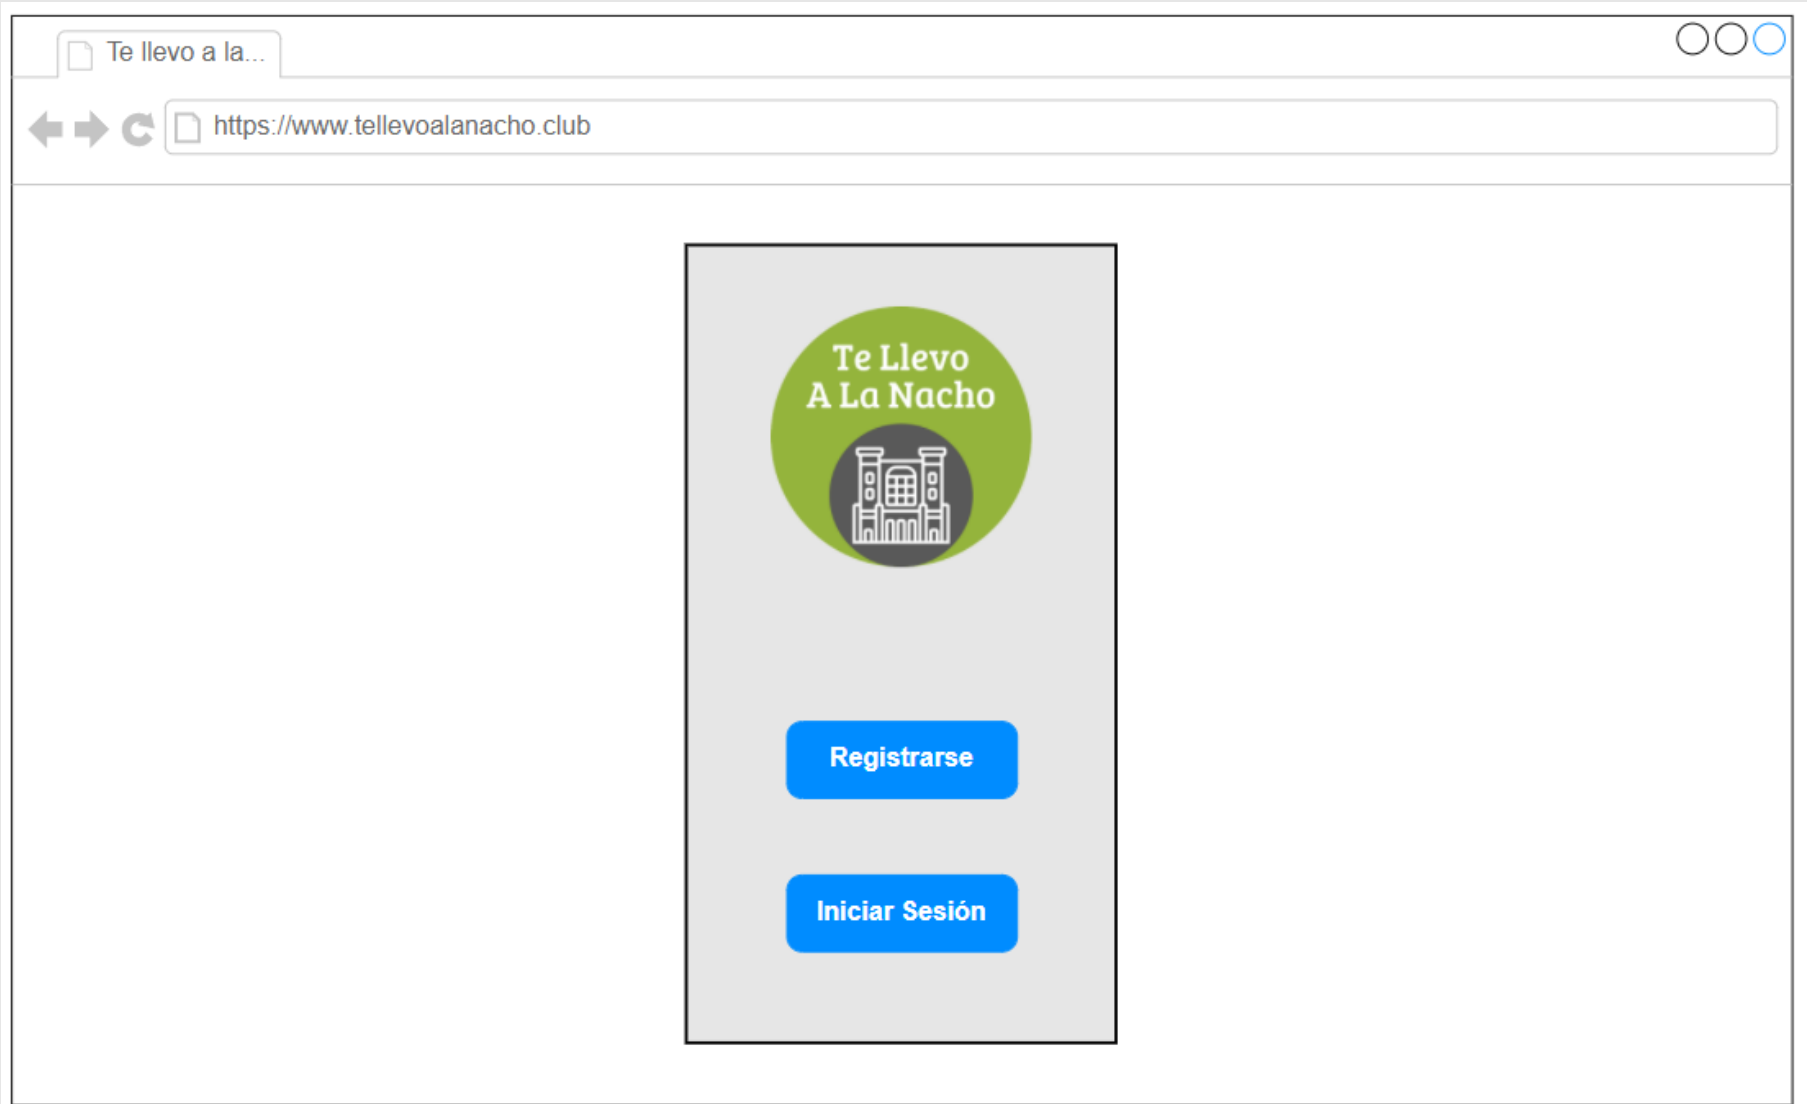 Te llevo a la...
https://www.tellevoalanacho.club
Te Llevo
A La Nacho
Registrarse
Iniciar Sesión